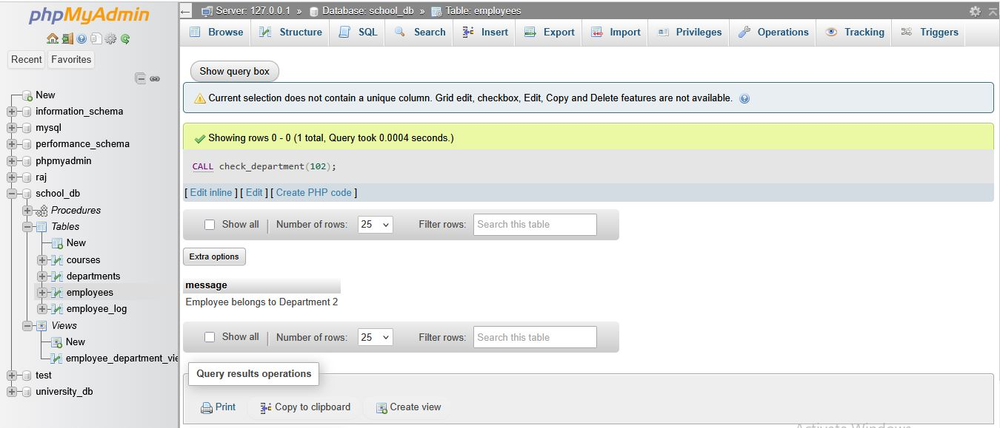 phpMyAdmin
Recent Favorites
New
information_schema
mysql
performance_schema
phpmyadmin
raj
school_db
Procedures
Tables
New
courses
departments
employees
employee_log
Views
New
employee_department_vie
test
university_db
Server: 127.0.0.1 » Database: school_db » Table: employees
Browse Structure SQL Search Insert Export Import Privileges Operations Tracking Triggers
Show query box
Current selection does not contain a unique column. Grid edit, checkbox, Edit, Copy and Delete features are not available.
Showing rows 0 - 0 (1 total, Query took 0.0004 seconds.)
CALL check_department(102);
[ Edit inline ] [ Edit ] [ Create PHP code ]
Show all | Number of rows: 25 Filter rows: Search this table
Extra options
message
Employee belongs to Department 2
Show all | Number of rows: 25 Filter rows: Search this table
Query results operations
Print Copy to clipboard Create view
Activate Windows